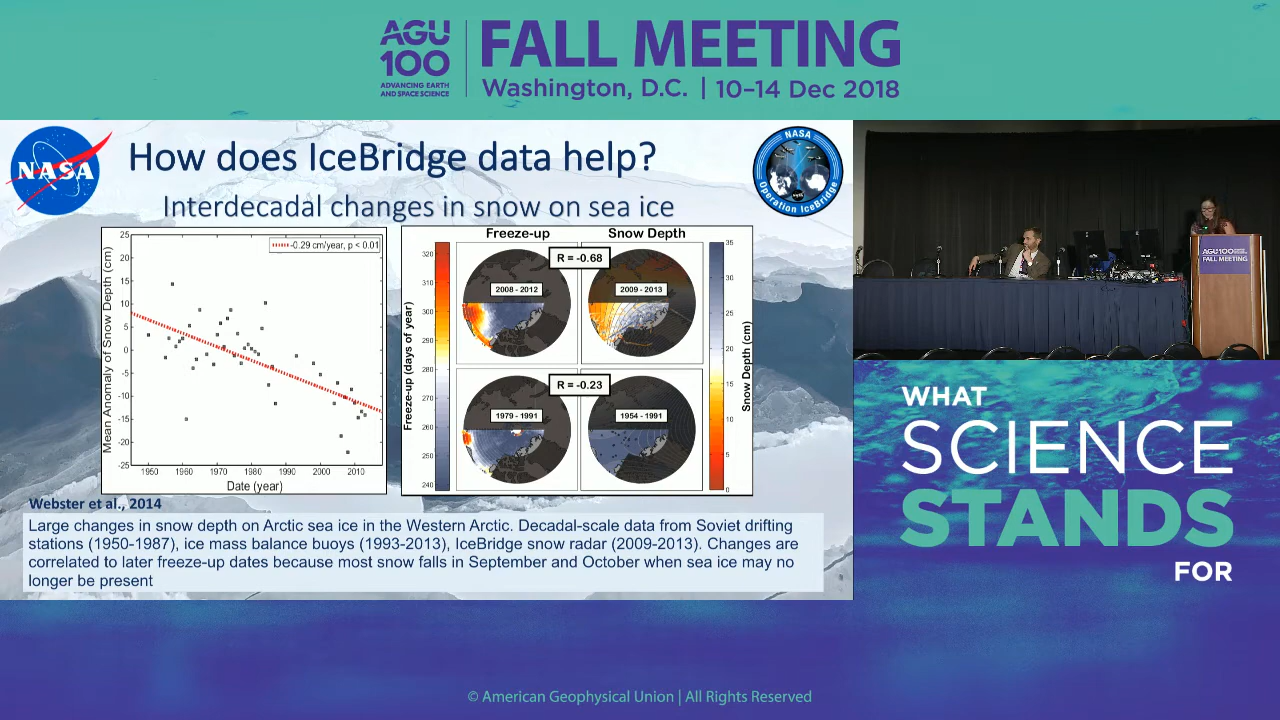 AGU
100
ADVANCING EARTH
AND SPACE SCIENCE
FALL MEETING
Washington, D.C. | 10–14 Dec 2018
NASA
How does IceBridge data help?
Interdecadal changes in snow on sea ice
NASA
Operation IceBridge
Mean Anomaly of Snow Depth (cm)
25
20
15
10
5
0
-5
-10
-15
-20
-25
-0.29 cm/year, p < 0.01
1950 1960 1970 1980 1990 2000 2010
Date (year)
Freeze-up Snow Depth
R = -0.68
2008 - 2012
2009 - 2013
R = -0.23
1979 - 1991
1954 - 1991
Freeze-up (days of year)
320
310
300
290
280
270
260
250
240
35
30
25
20
15
10
5
0
Snow Depth (cm)
Webster et al., 2014
Large changes in snow depth on Arctic sea ice in the Western Arctic. Decadal-scale data from Soviet drifting
stations (1950-1987), ice mass balance buoys (1993-2013), IceBridge snow radar (2009-2013). Changes are
correlated to later freeze-up dates because most snow falls in September and October when sea ice may no
longer be present
AGU100
FALL MEETING
WHAT
SCIENCE
STANDS
FOR
© American Geophysical Union | All Rights Reserved